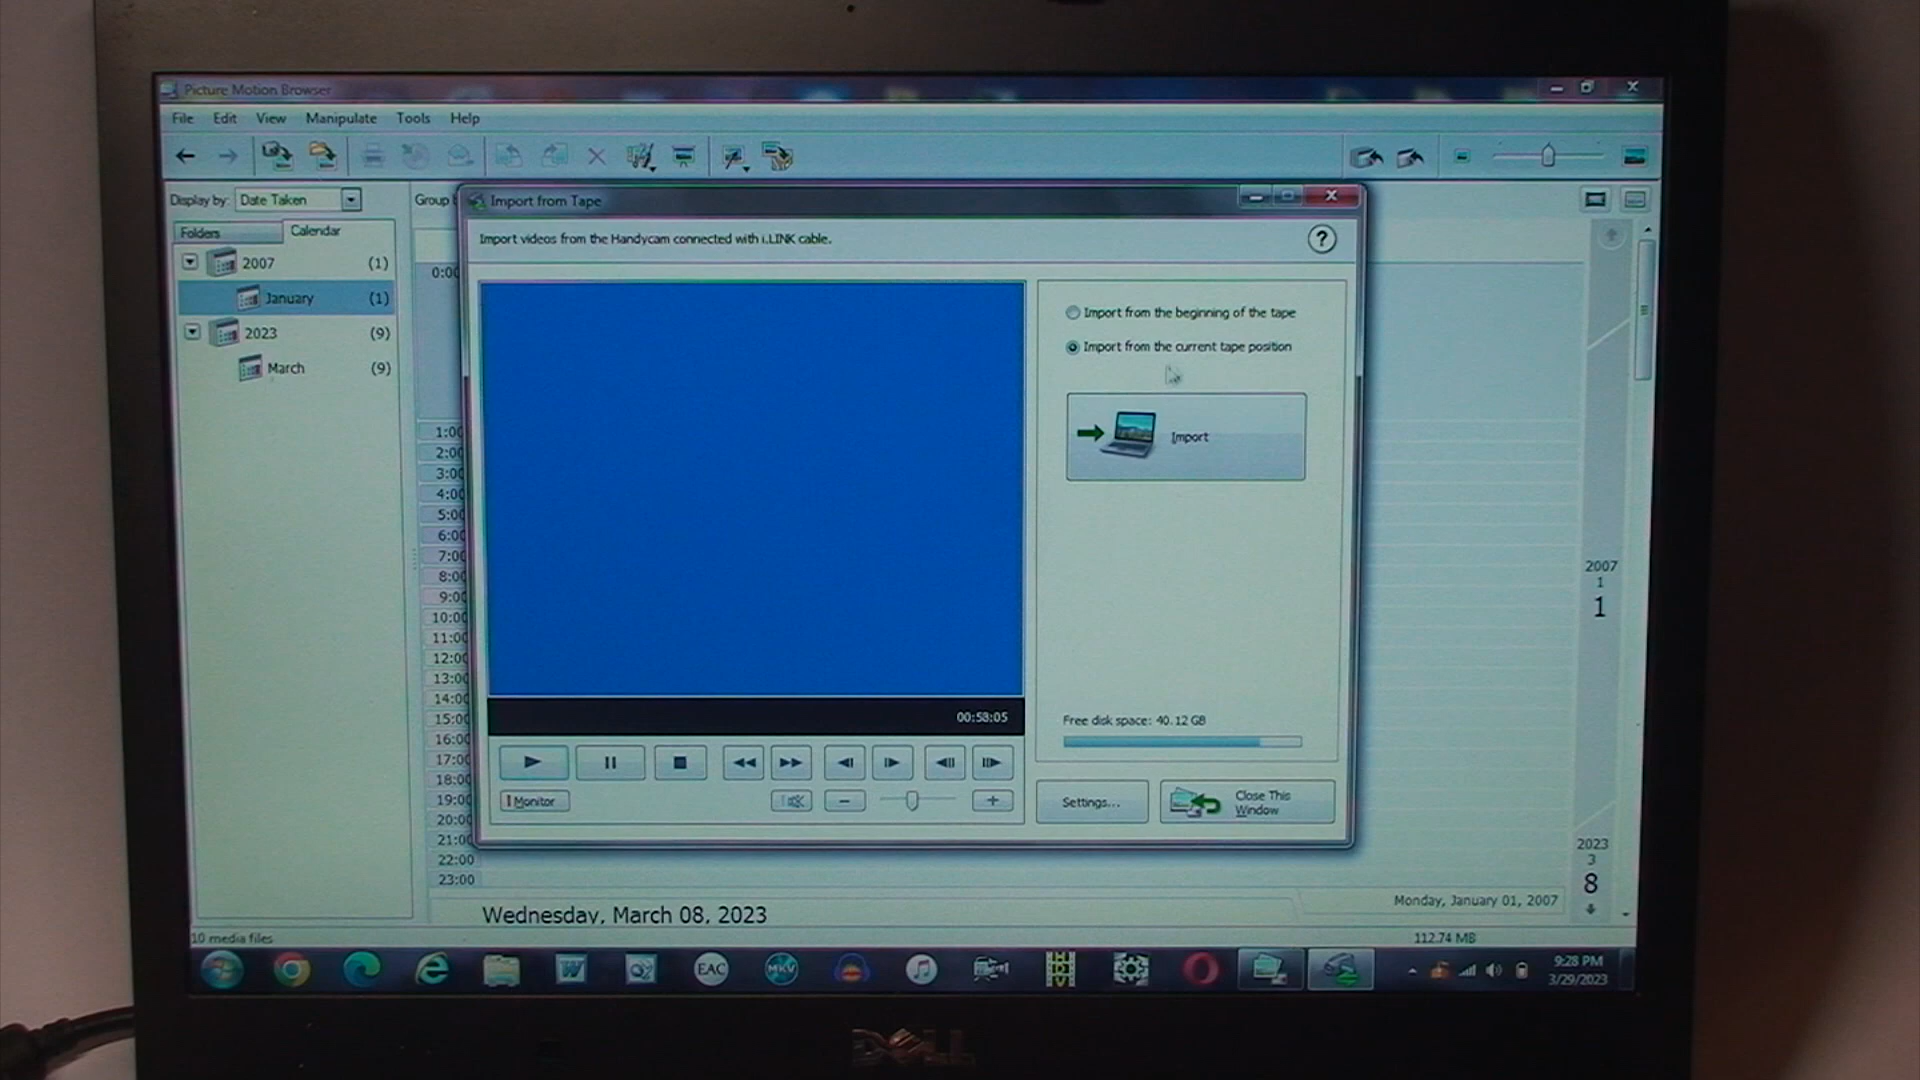 Picture Motion Browser
File Edit View Manipulate Tools Help
Display by: Date Taken
Group
Folders
Calendar
2007 (1)
January (1)
2023 (9)
March (9)
Import from Tape
Import videos from the Handycam connected with i.LINK cable.
?
Import from the beginning of the tape
Import from the current tape position
Import
00:58:05
Monitor
Free disk space: 40.12 GB
Settings...
Close This
Window
0:00
1:00
2:00
3:00
4:00
5:00
6:00
7:00
8:00
9:00
10:00
11:00
12:00
13:00
14:00
15:00
16:00
17:00
18:00
19:00
20:00
21:00
22:00
23:00
2007
1
1
2023
3
8
Monday, January 01, 2007
Wednesday, March 08, 2023
10 media files
112.74 MB
EAC
MKV
9:28 PM
3/29/2023
DELL